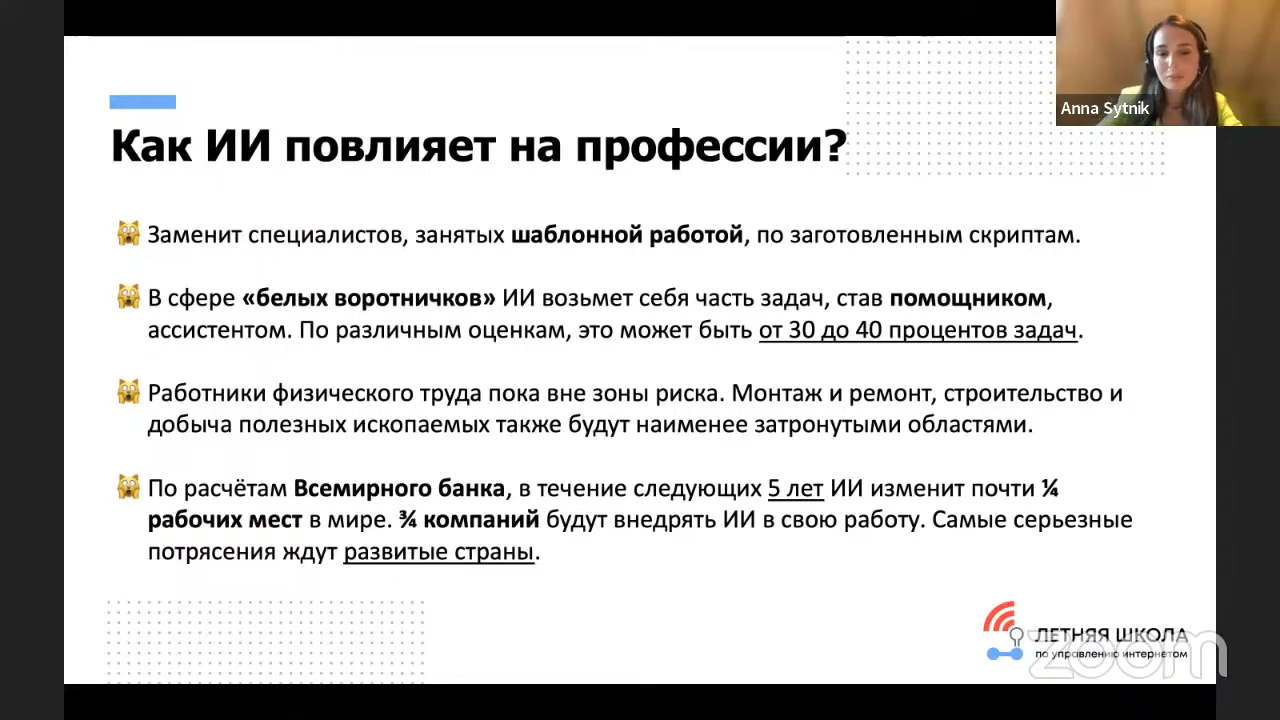 Anna Sytnik
Как ИИ повлияет на профессии?
Заменит специалистов, занятых шаблонной работой, по заготовленным скриптам.
В сфере «белых воротничков» ИИ возьмет себя часть задач, став помощником,
ассистентом. По различным оценкам, это может быть от 30 до 40 процентов задач.
Работники физического труда пока вне зоны риска. Монтаж и ремонт, строительство и
добыча полезных ископаемых также будут наименее затронутыми областями.
По расчётам Всемирного банка, в течение следующих 5 лет ИИ изменит почти ¼
рабочих мест в мире. ¾ компаний будут внедрять ИИ в свою работу. Самые серьезные
потрясения ждут развитые страны.
ЛЕТНЯЯ ШКОЛА
по управлению интернетом
zoom